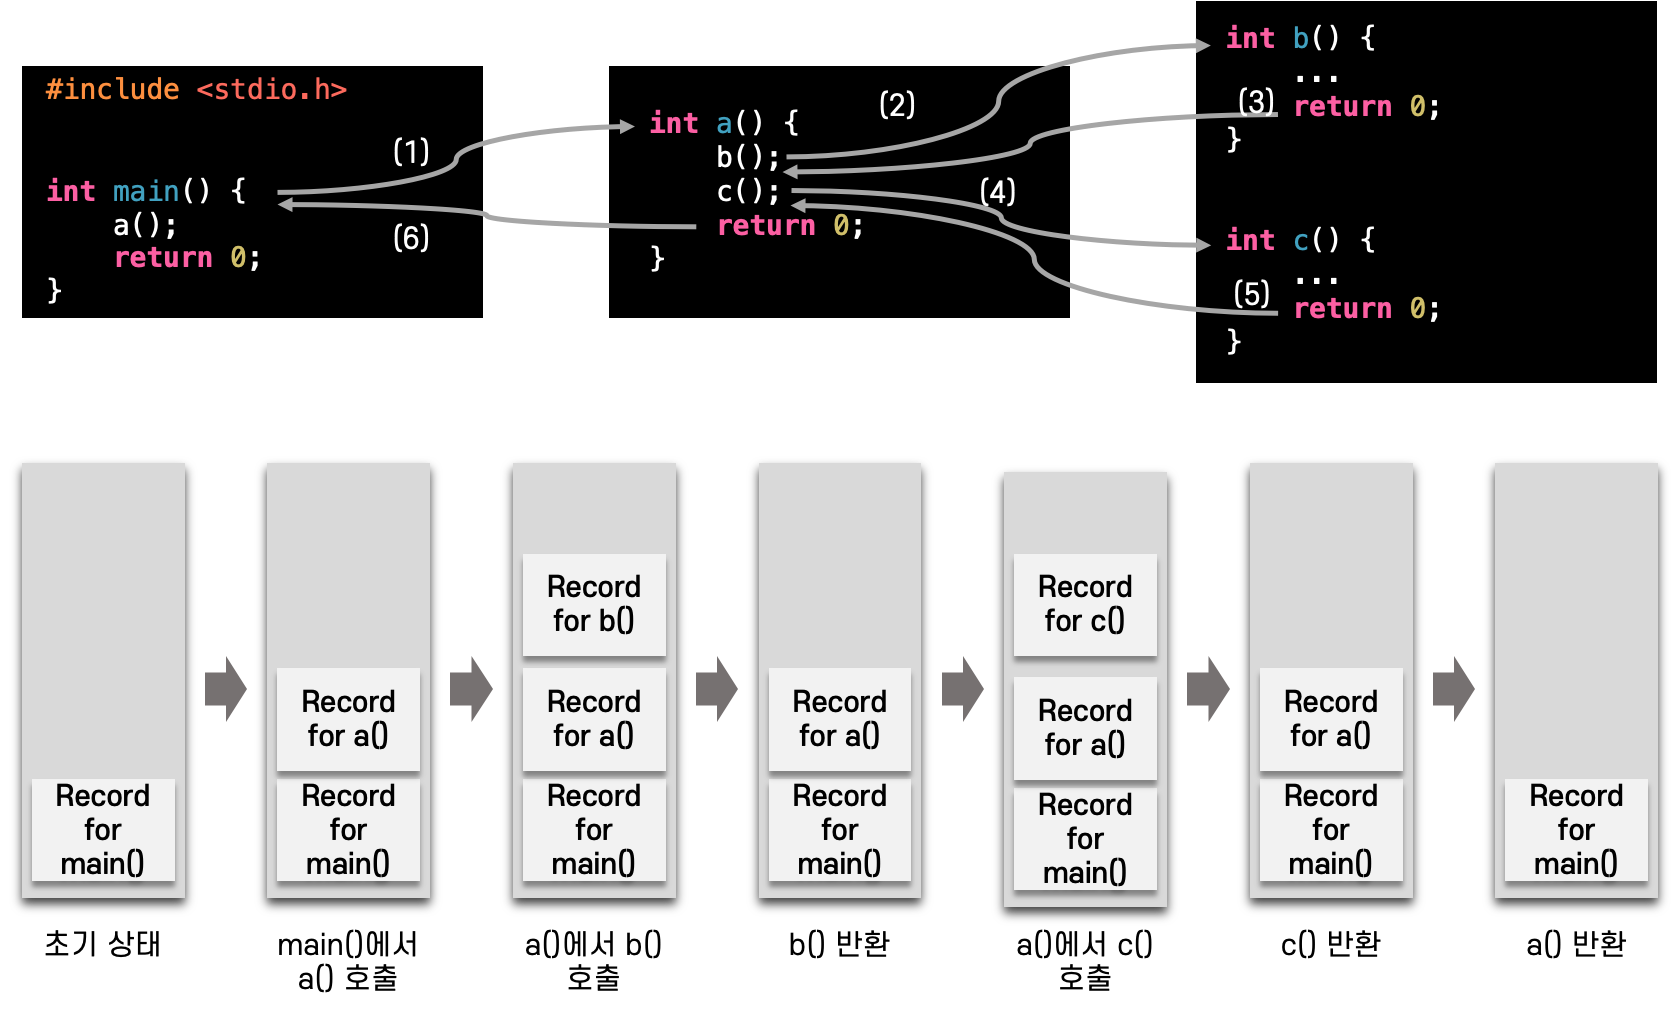 #include <stdio.h>
int main() {
a();
return 0;
}
(1)
(6)
int a() {
b();
c();
return 0;
}
(2)
(4)
int b() {
...
return 0;
}
(3)
int c() {
...
return 0;
}
(5)
Record
for
main()
초기 상태
Record
for a()
Record
for
main()
main()에서
a() 호출
Record
for b()
Record
for a()
Record
for
main()
a()에서 b()
호출
Record
for a()
Record
for
main()
b() 반환
Record
for c()
Record
for a()
Record
for
main()
a()에서 c()
호출
Record
for a()
Record
for
main()
c() 반환
Record
for
main()
a() 반환